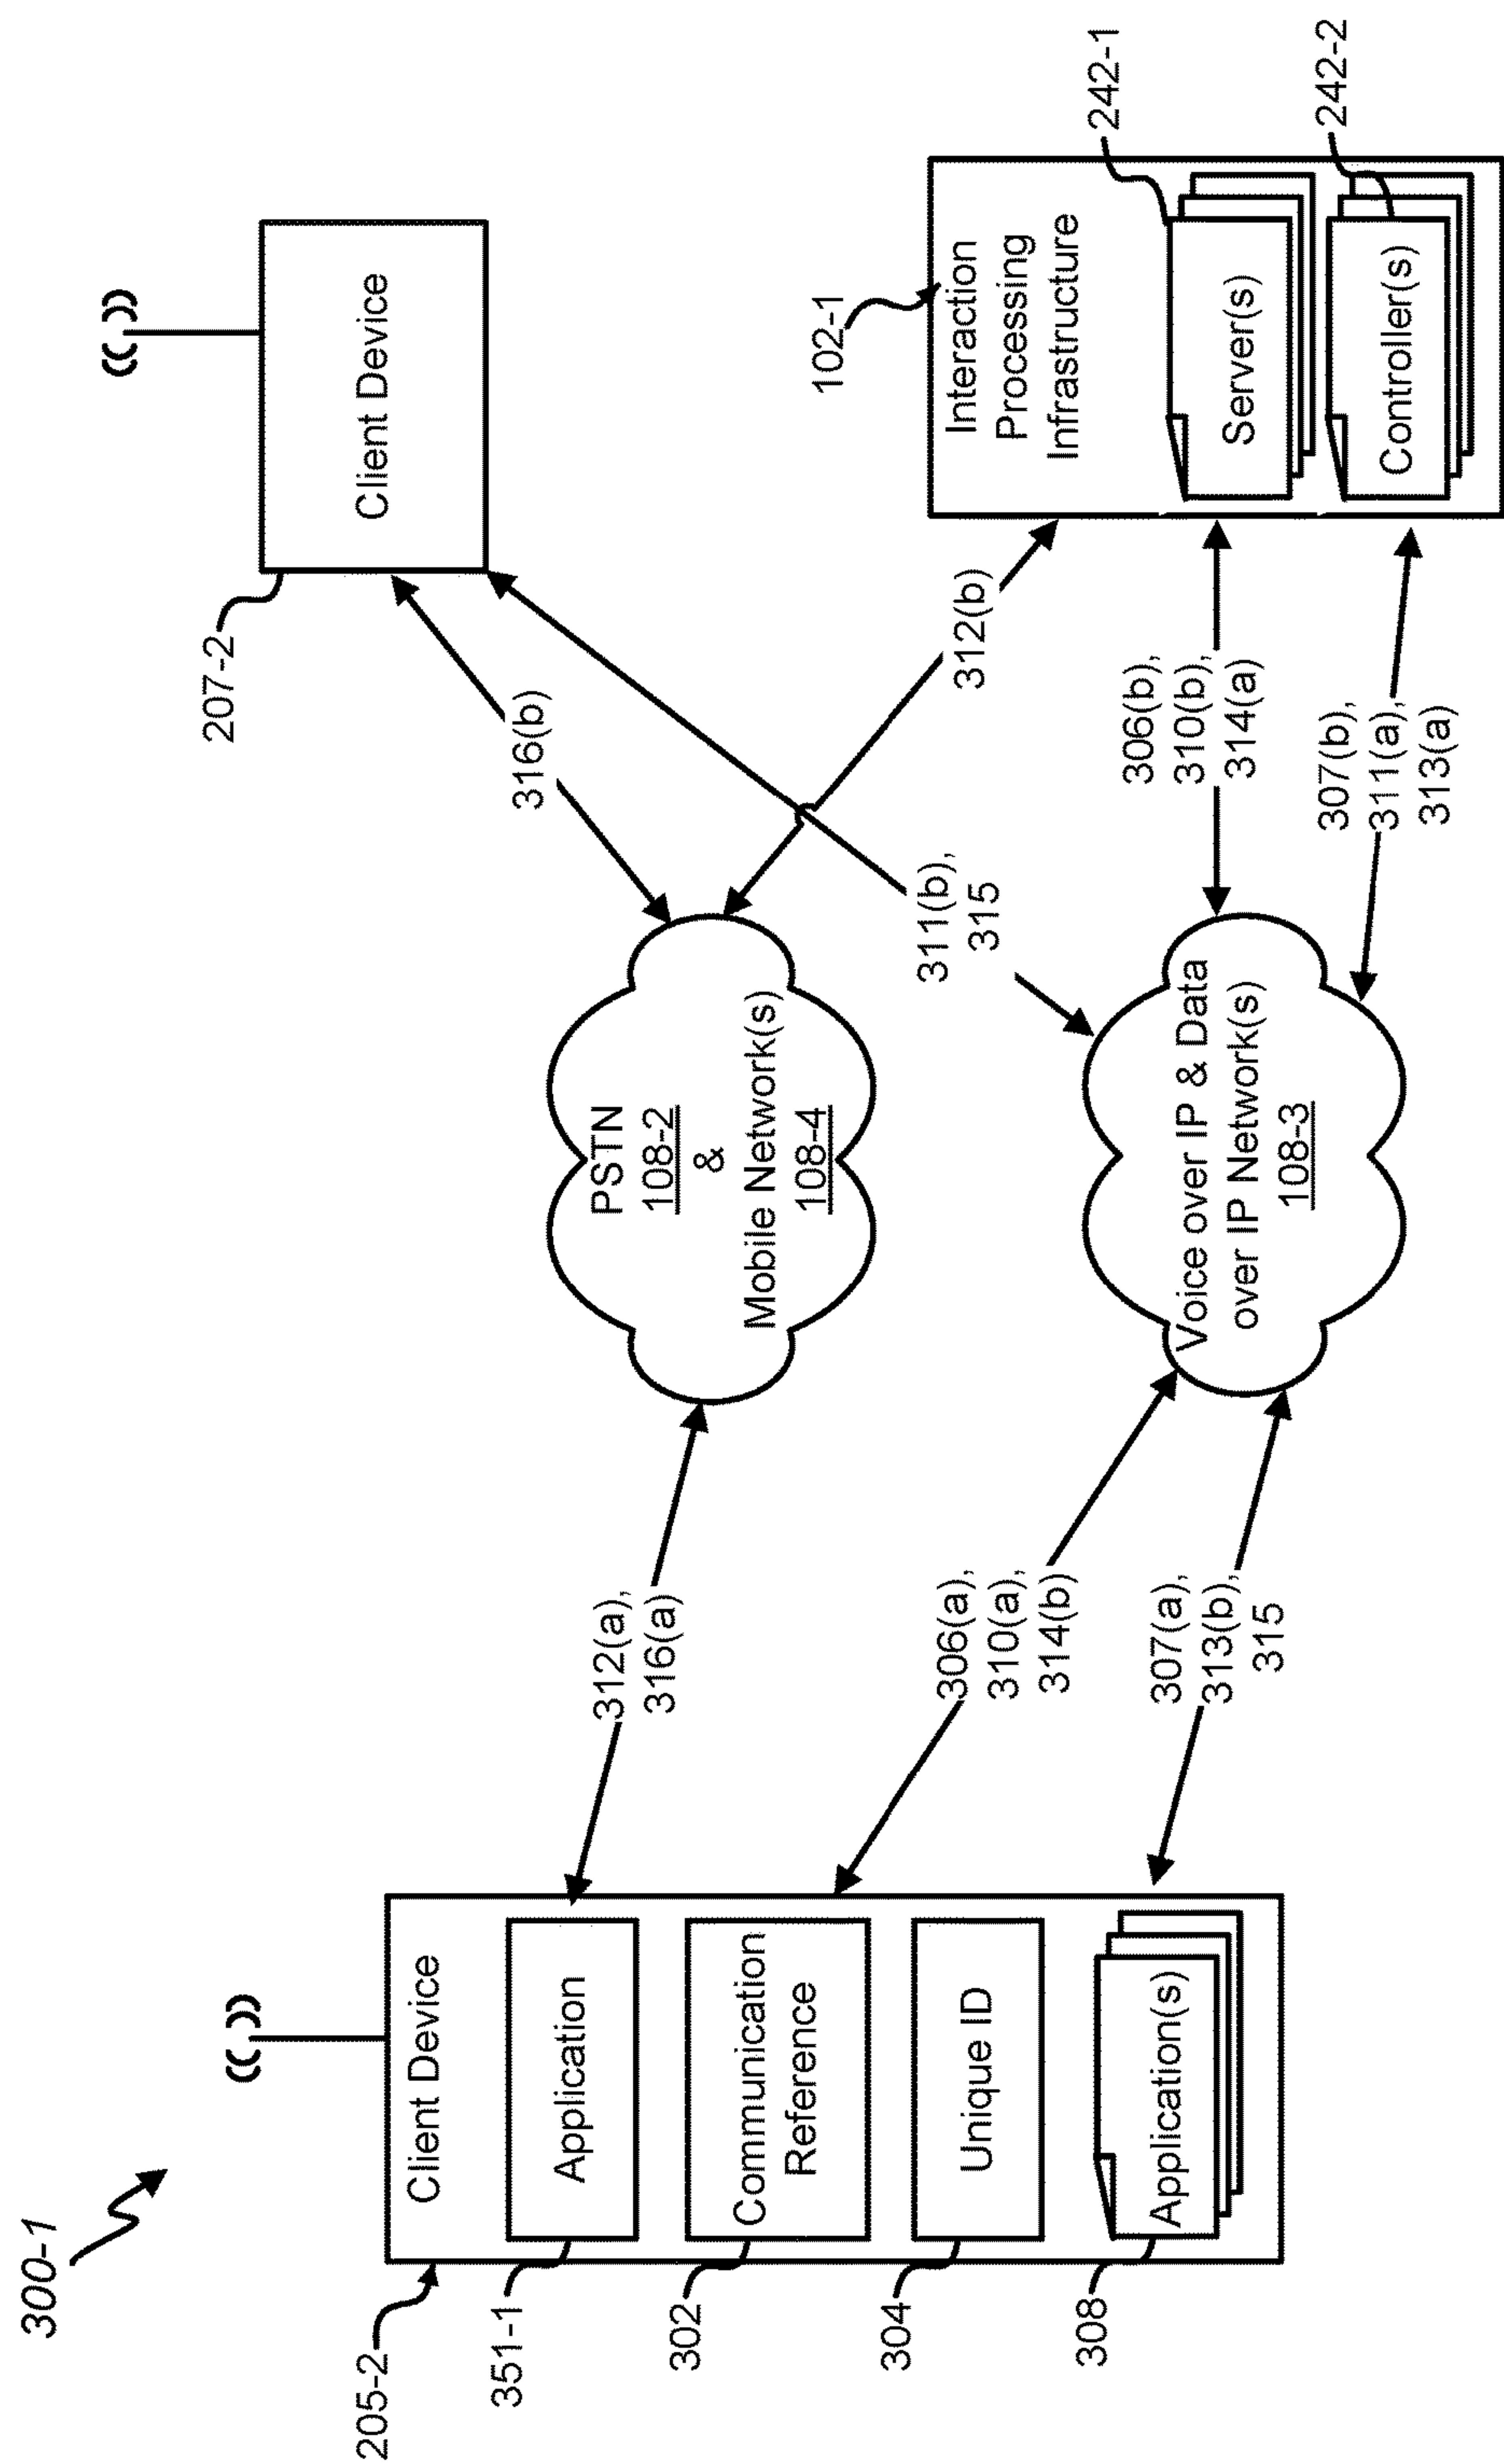 300-1
205-2
Client Device
351-1
Application
302
Communication
Reference
304
Unique ID
308
Application(s)
312(a),
316(a)
306(a),
310(a),
314(b)
307(a),
313(b),
315
PSTN
108-2
&
Mobile Network(s)
108-4
Voice over IP & Data
over IP Network(s)
108-3
316(b)
311(b),
315
312(b)
306(b),
310(b),
314(a)
307(b),
311(a),
313(a)
207-2
Client Device
102-1
Interaction
Processing
Infrastructure
242-1
Server(s)
242-2
Controller(s)